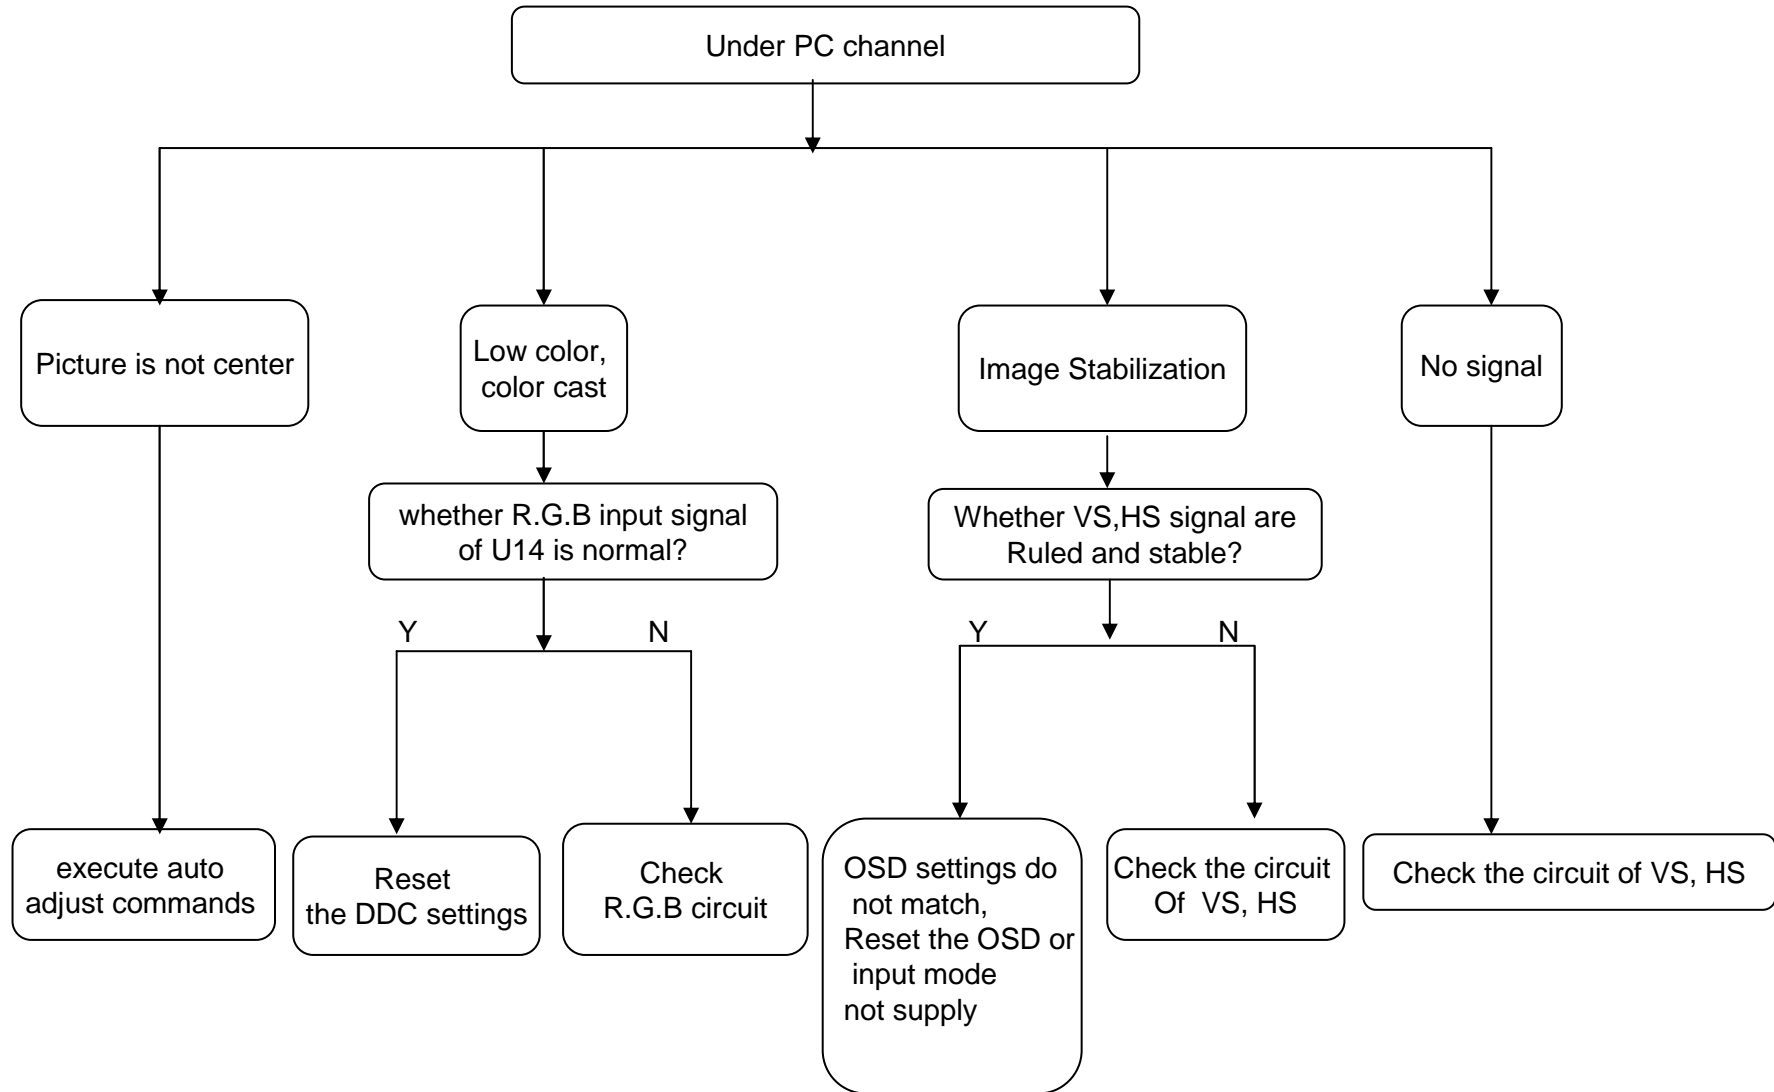 Under PC channel
Picture is not center
Low color,
color cast
Image Stabilization
No signal
whether R.G.B input signal
of U14 is normal?
Whether VS,HS signal are
Ruled and stable?
Y
N
Y
N
execute auto
adjust commands
Reset
the DDC settings
Check
R.G.B circuit
OSD settings do
not match,
Reset the OSD or
input mode
not supply
Check the circuit
Of VS, HS
Check the circuit of VS, HS